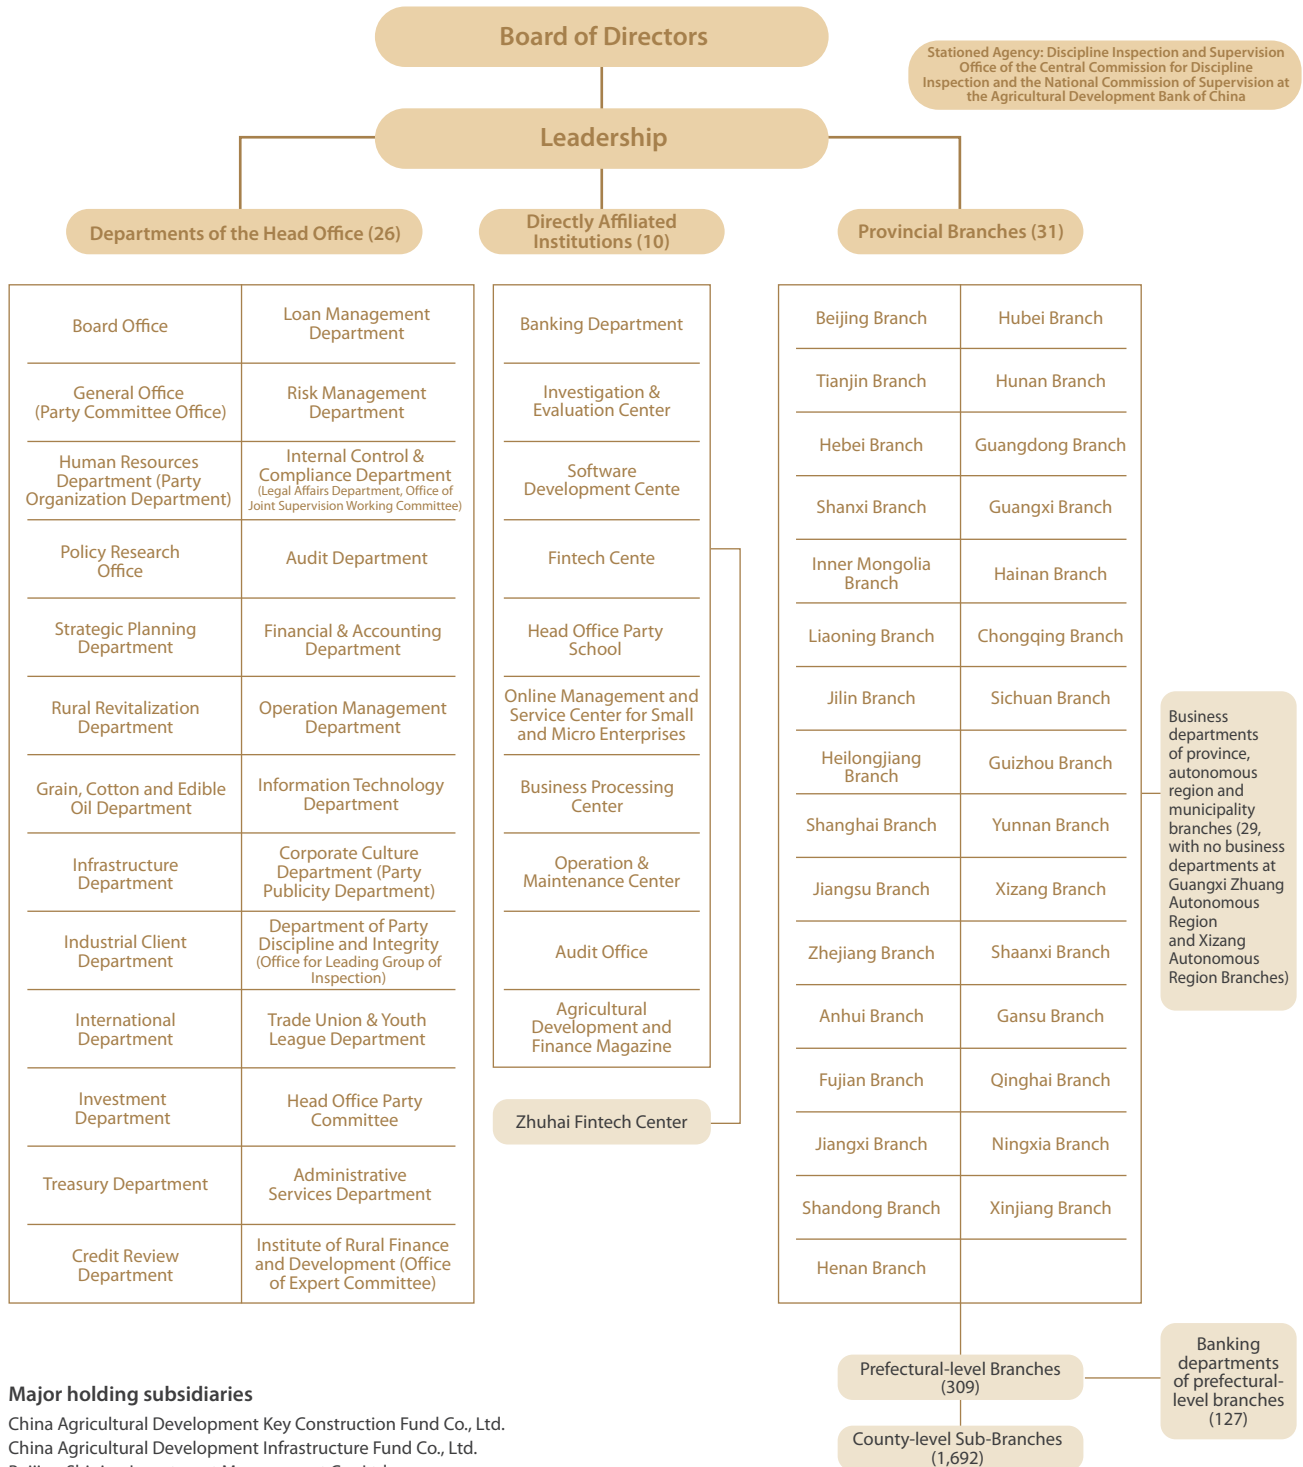 Board of Directors
Stationed Agency: Discipline Inspection and Supervision
Office of the Central Commission for Discipline
Inspection and the National Commission of Supervision at
the Agricultural Development Bank of China
Leadership
Departments of the Head Office (26)
Directly Affiliated
Institutions (10)
Provincial Branches (31)
Board Office
Loan Management
Department
General Office
(Party Committee Office)
Risk Management
Department
Human Resources
Department (Party
Organization Department)
Internal Control &
Compliance Department
(Legal Affairs Department, Office of
Joint Supervision Working Committee)
Policy Research
Office
Audit Department
Strategic Planning
Department
Financial & Accounting
Department
Rural Revitalization
Department
Operation Management
Department
Grain, Cotton and Edible
Oil Department
Information Technology
Department
Infrastructure
Department
Corporate Culture
Department (Party
Publicity Department)
Industrial Client
Department
Department of Party
Discipline and Integrity
(Office for Leading Group of
Inspection)
International
Department
Trade Union & Youth
League Department
Investment
Department
Head Office Party
Committee
Treasury Department
Administrative
Services Department
Credit Review
Department
Institute of Rural Finance
and Development (Office
of Expert Committee)
Banking Department
Investigation &
Evaluation Center
Software
Development Cente
Fintech Cente
Head Office Party
School
Online Management and
Service Center for Small
and Micro Enterprises
Business Processing
Center
Operation &
Maintenance Center
Audit Office
Agricultural
Development and
Finance Magazine
Zhuhai Fintech Center
Beijing Branch
Hubei Branch
Tianjin Branch
Hunan Branch
Hebei Branch
Guangdong Branch
Shanxi Branch
Guangxi Branch
Inner Mongolia
Branch
Hainan Branch
Liaoning Branch
Chongqing Branch
Jilin Branch
Sichuan Branch
Heilongjiang
Branch
Guizhou Branch
Shanghai Branch
Yunnan Branch
Jiangsu Branch
Xizang Branch
Zhejiang Branch
Shaanxi Branch
Anhui Branch
Gansu Branch
Fujian Branch
Qinghai Branch
Jiangxi Branch
Ningxia Branch
Shandong Branch
Xinjiang Branch
Henan Branch
Business
departments
of province,
autonomous
region and
municipality
branches (29,
with no business
departments at
Guangxi Zhuang
Autonomous
Region
and Xizang
Autonomous
Region Branches)
Prefectural-level Branches
(309)
Banking
departments
of prefectural-
level branches
(127)
County-level Sub-Branches
(1,692)
Major holding subsidiaries
China Agricultural Development Key Construction Fund Co., Ltd.
China Agricultural Development Infrastructure Fund Co., Ltd.